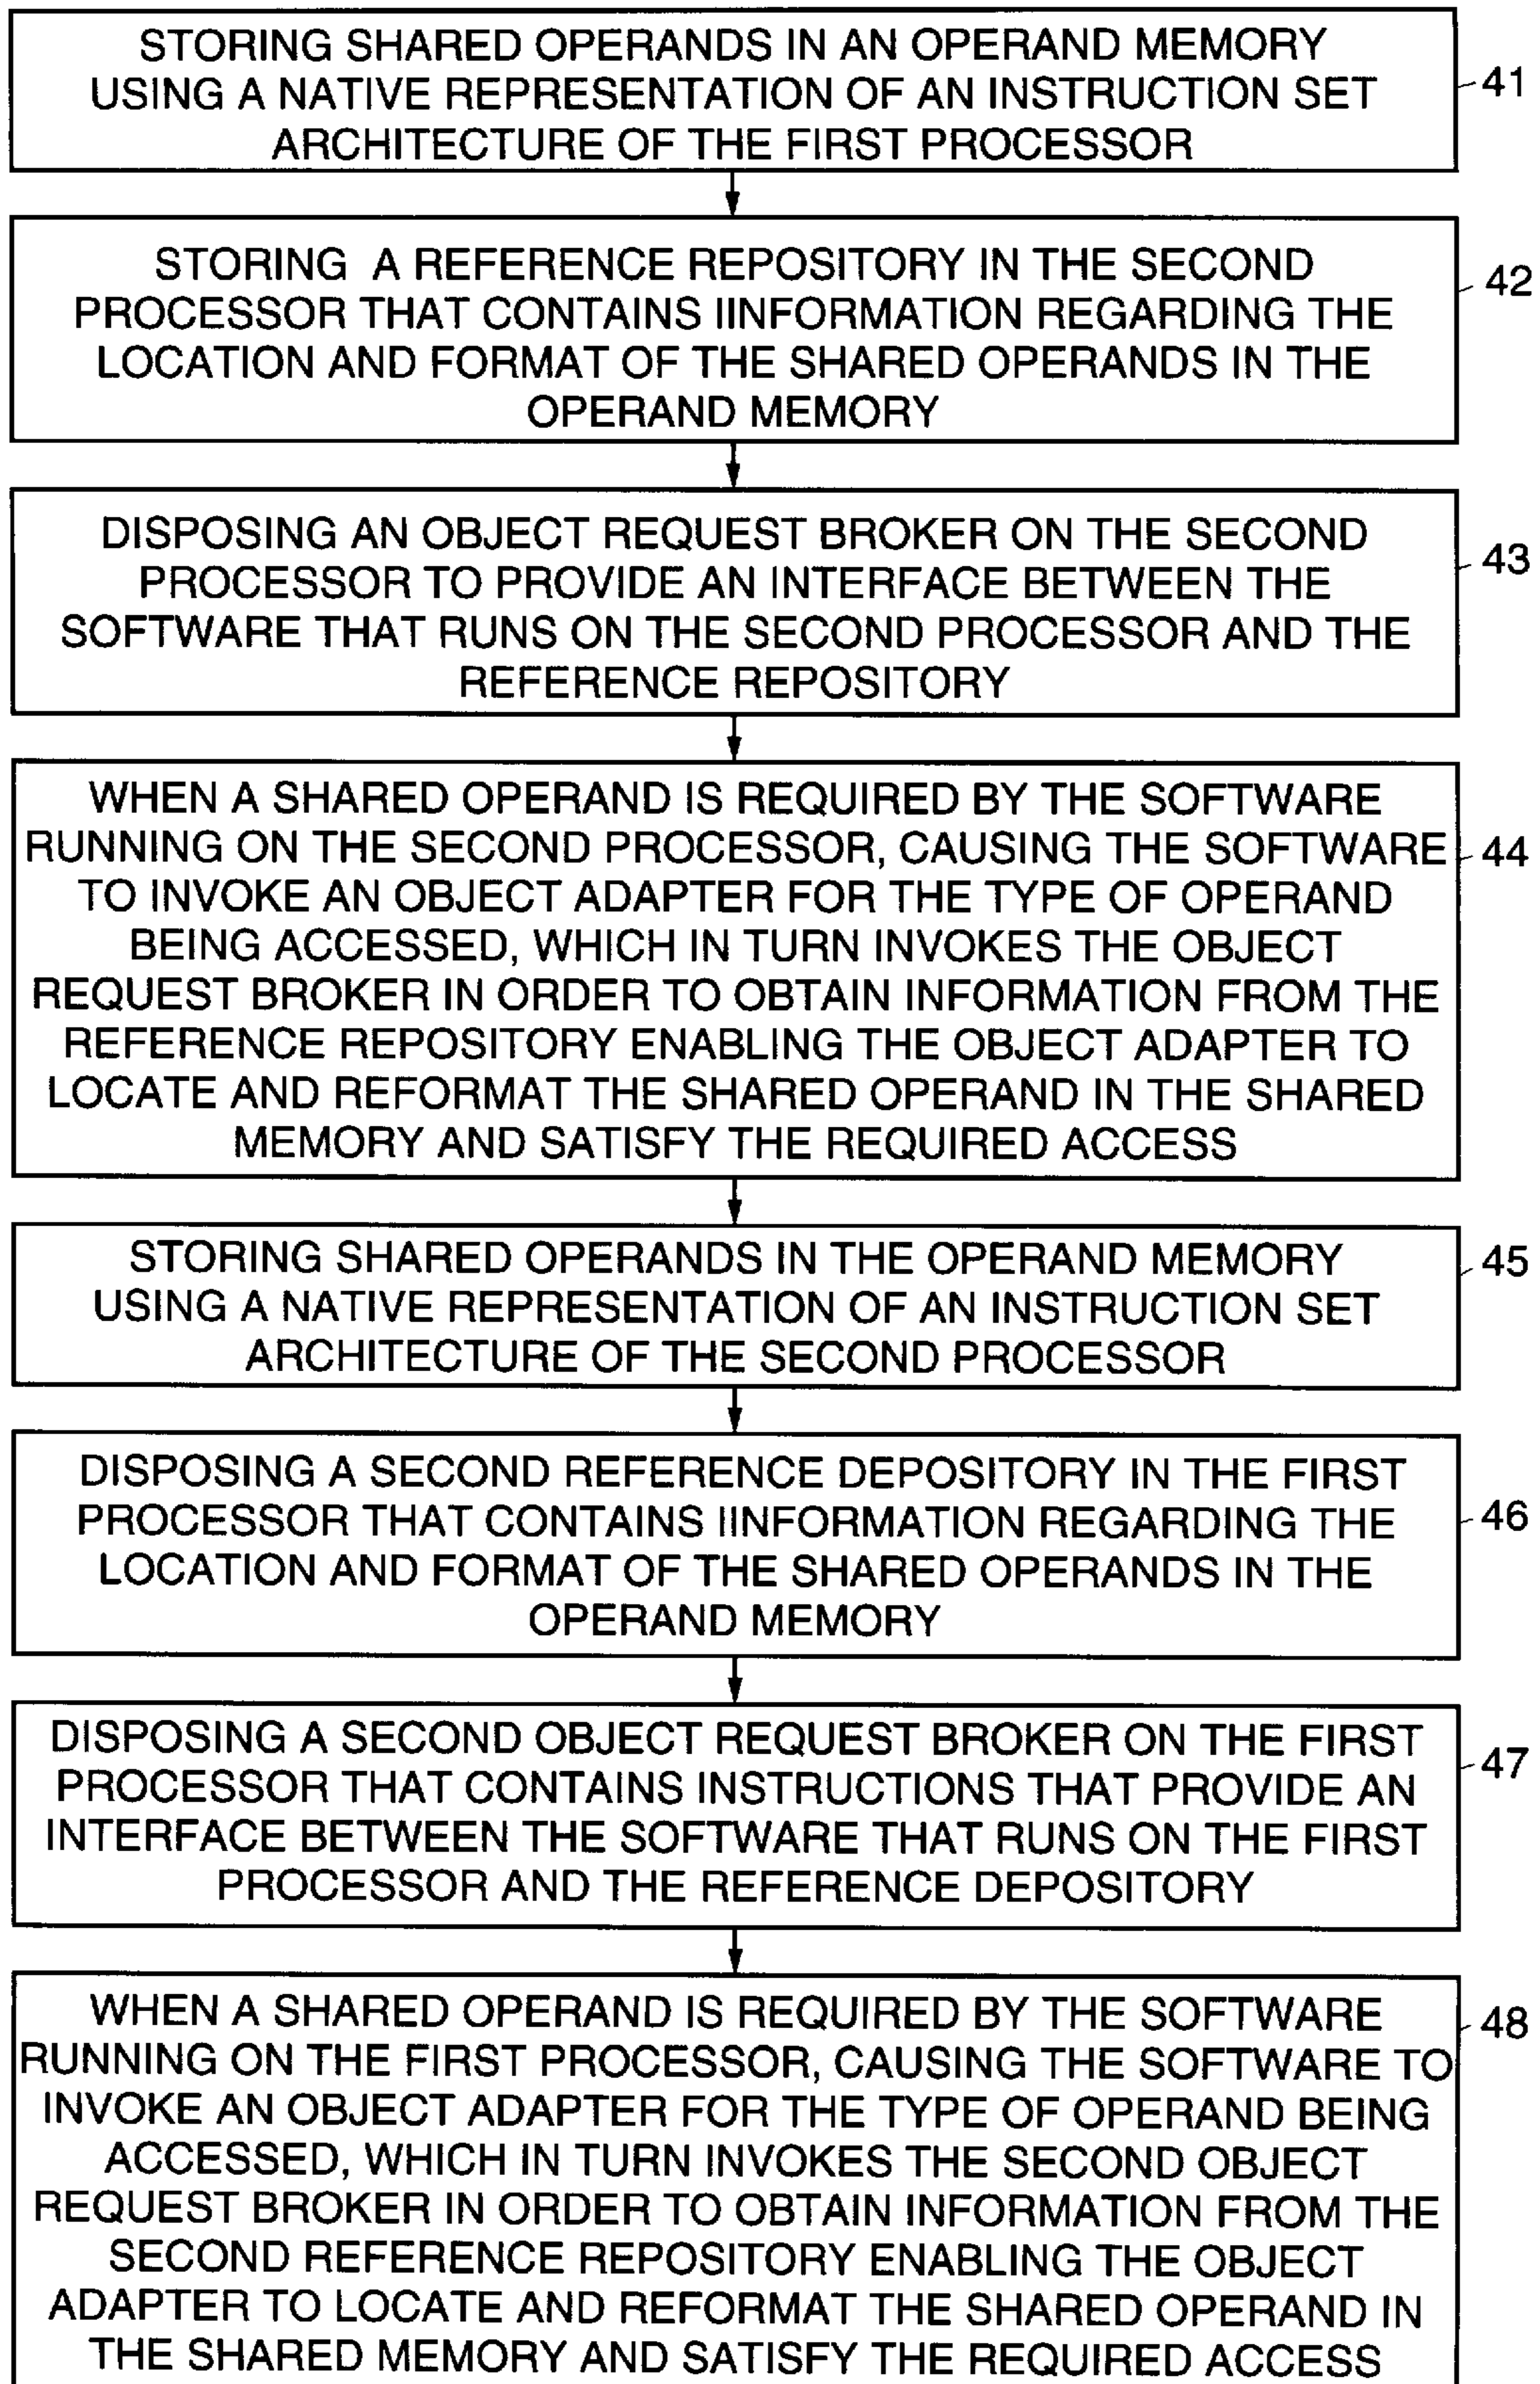 STORING SHARED OPERANDS IN AN OPERAND MEMORY
USING A NATIVE REPRESENTATION OF AN INSTRUCTION SET
ARCHITECTURE OF THE FIRST PROCESSOR
41
STORING A REFERENCE REPOSITORY IN THE SECOND
PROCESSOR THAT CONTAINS IINFORMATION REGARDING THE
LOCATION AND FORMAT OF THE SHARED OPERANDS IN THE
OPERAND MEMORY
42
DISPOSING AN OBJECT REQUEST BROKER ON THE SECOND
PROCESSOR TO PROVIDE AN INTERFACE BETWEEN THE
SOFTWARE THAT RUNS ON THE SECOND PROCESSOR AND THE
REFERENCE REPOSITORY
43
WHEN A SHARED OPERAND IS REQUIRED BY THE SOFTWARE
RUNNING ON THE SECOND PROCESSOR, CAUSING THE SOFTWARE
TO INVOKE AN OBJECT ADAPTER FOR THE TYPE OF OPERAND
BEING ACCESSED, WHICH IN TURN INVOKES THE OBJECT
REQUEST BROKER IN ORDER TO OBTAIN INFORMATION FROM THE
REFERENCE REPOSITORY ENABLING THE OBJECT ADAPTER TO
LOCATE AND REFORMAT THE SHARED OPERAND IN THE SHARED
MEMORY AND SATISFY THE REQUIRED ACCESS
44
STORING SHARED OPERANDS IN THE OPERAND MEMORY
USING A NATIVE REPRESENTATION OF AN INSTRUCTION SET
ARCHITECTURE OF THE SECOND PROCESSOR
45
DISPOSING A SECOND REFERENCE DEPOSITORY IN THE FIRST
PROCESSOR THAT CONTAINS IINFORMATION REGARDING THE
LOCATION AND FORMAT OF THE SHARED OPERANDS IN THE
OPERAND MEMORY
46
DISPOSING A SECOND OBJECT REQUEST BROKER ON THE FIRST
PROCESSOR THAT CONTAINS INSTRUCTIONS THAT PROVIDE AN
INTERFACE BETWEEN THE SOFTWARE THAT RUNS ON THE FIRST
PROCESSOR AND THE REFERENCE DEPOSITORY
47
WHEN A SHARED OPERAND IS REQUIRED BY THE SOFTWARE
RUNNING ON THE FIRST PROCESSOR, CAUSING THE SOFTWARE TO
INVOKE AN OBJECT ADAPTER FOR THE TYPE OF OPERAND BEING
ACCESSED, WHICH IN TURN INVOKES THE SECOND OBJECT
REQUEST BROKER IN ORDER TO OBTAIN INFORMATION FROM THE
SECOND REFERENCE REPOSITORY ENABLING THE OBJECT
ADAPTER TO LOCATE AND REFORMAT THE SHARED OPERAND IN
THE SHARED MEMORY AND SATISFY THE REQUIRED ACCESS
48